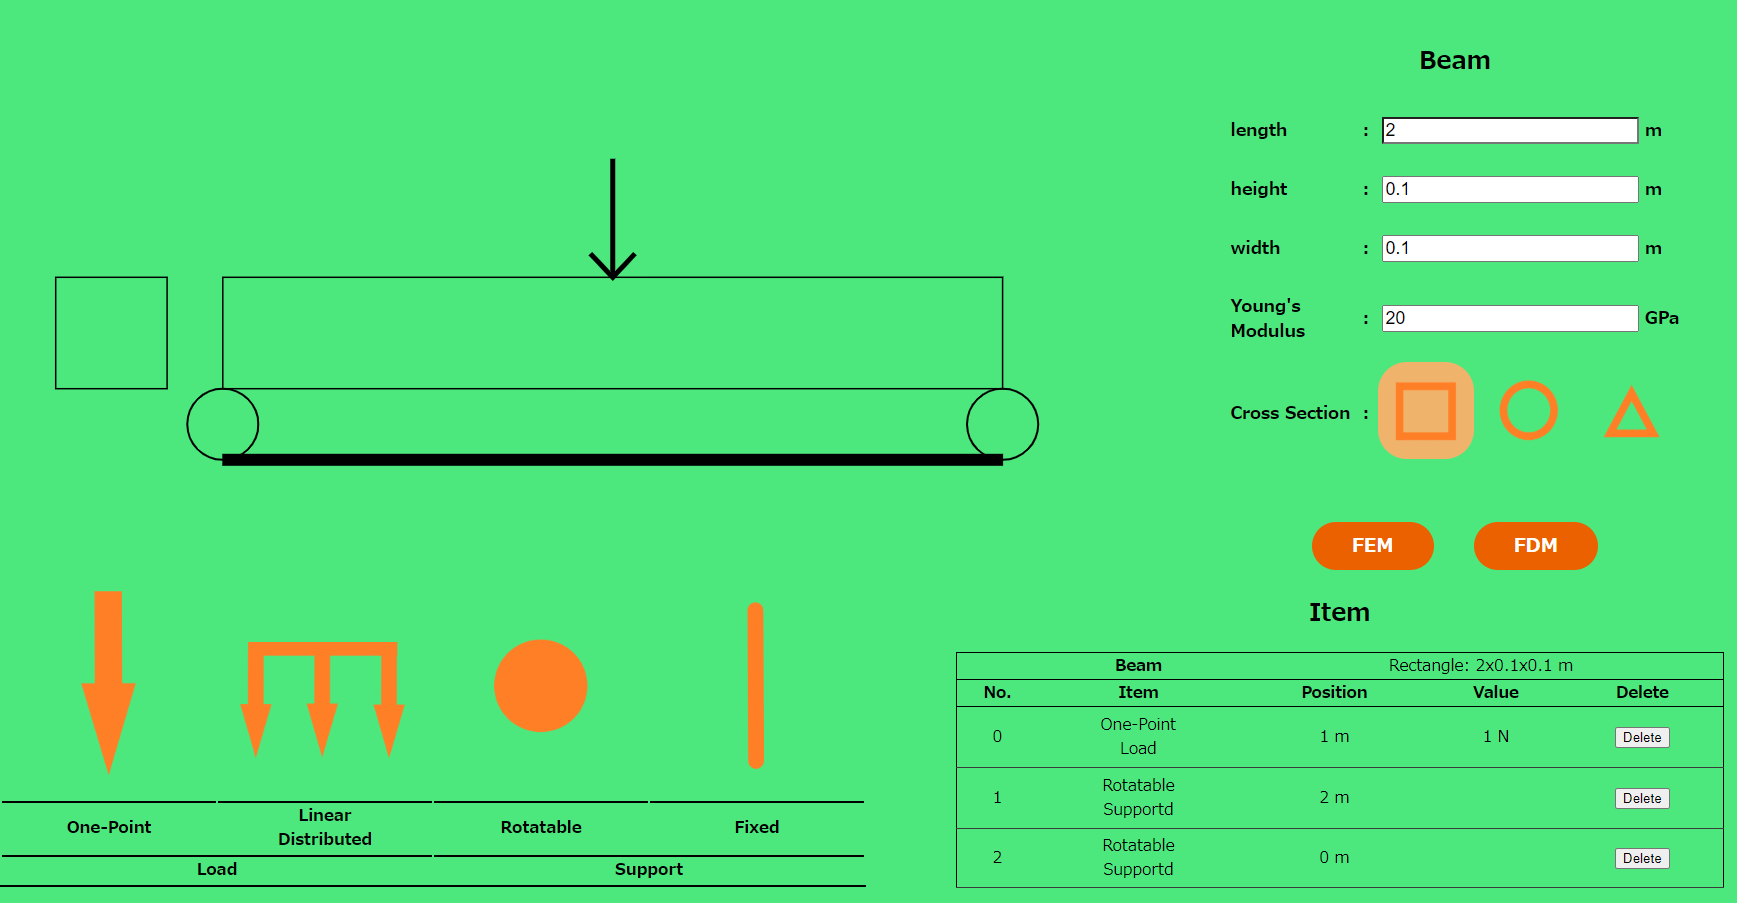 Beam
length : 2 m
height : 0.1 m
width : 0.1 m
Young's
Modulus : 20 GPa
Cross Section :
FEM FDM
Item
Beam Rectangle: 2x0.1x0.1 m
No. Item Position Value Delete
0 One-Point
Load 1 m 1 N Delete
1 Rotatable
Supportd 2 m Delete
2 Rotatable
Supportd 0 m Delete
One-Point Linear
Distributed Rotatable Fixed
Load Support